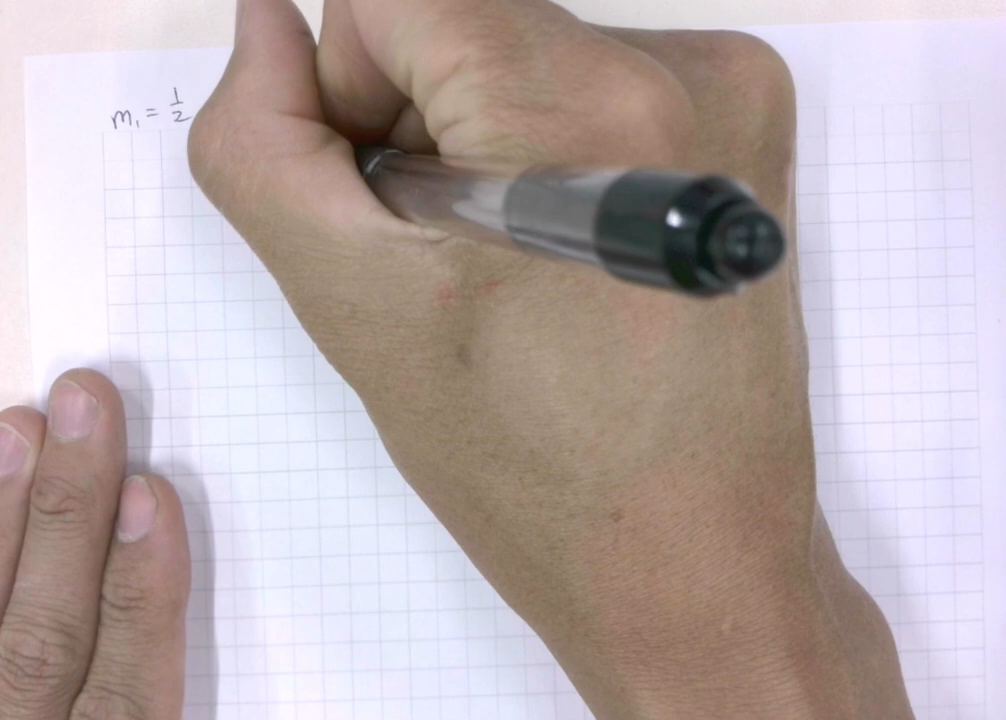 m₁ = 1/2